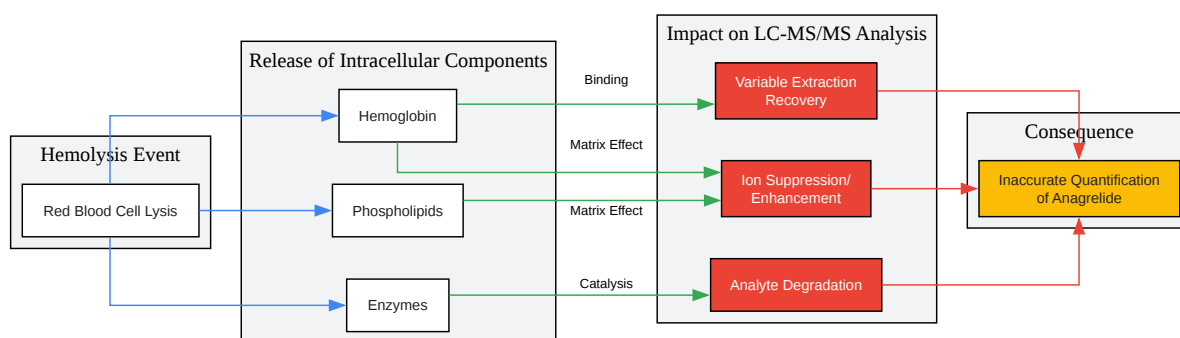 Hemolysis Event
Red Blood Cell Lysis
Release of Intracellular Components
Hemoglobin
Phospholipids
Enzymes
Binding
Matrix Effect
Matrix Effect
Catalysis
Impact on LC-MS/MS Analysis
Variable Extraction
Recovery
Ion Suppression/
Enhancement
Analyte Degradation
Consequence
Inaccurate Quantification
of Anagrelide